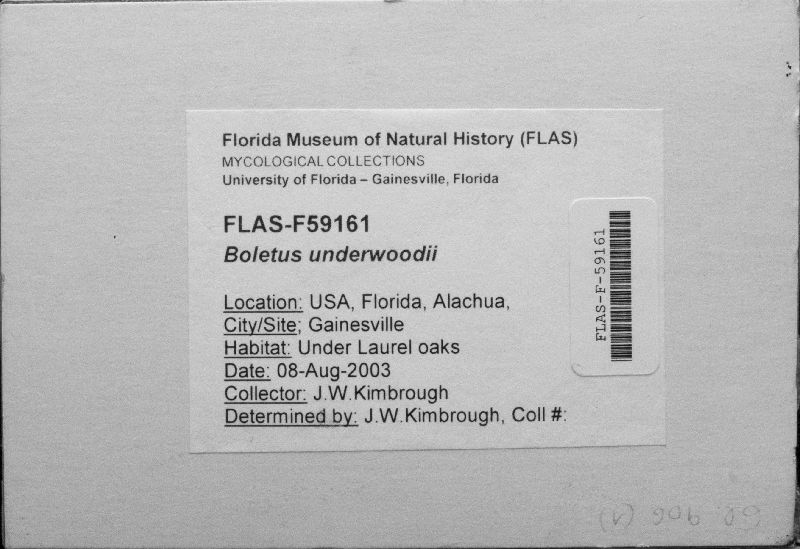 Florida Museum of Natural History (FLAS)
MYCOLOGICAL COLLECTIONS
University of Florida – Gainesville, Florida
FLAS-F59161
Boletus underwoodii
Location: USA, Florida, Alachua,
City/Site; Gainesville
Habitat: Under Laurel oaks
Date: 08-Aug-2003
Collector: J.W.Kimbrough
Determined by: J.W.Kimbrough, Coll #:
FLAS-F-59161